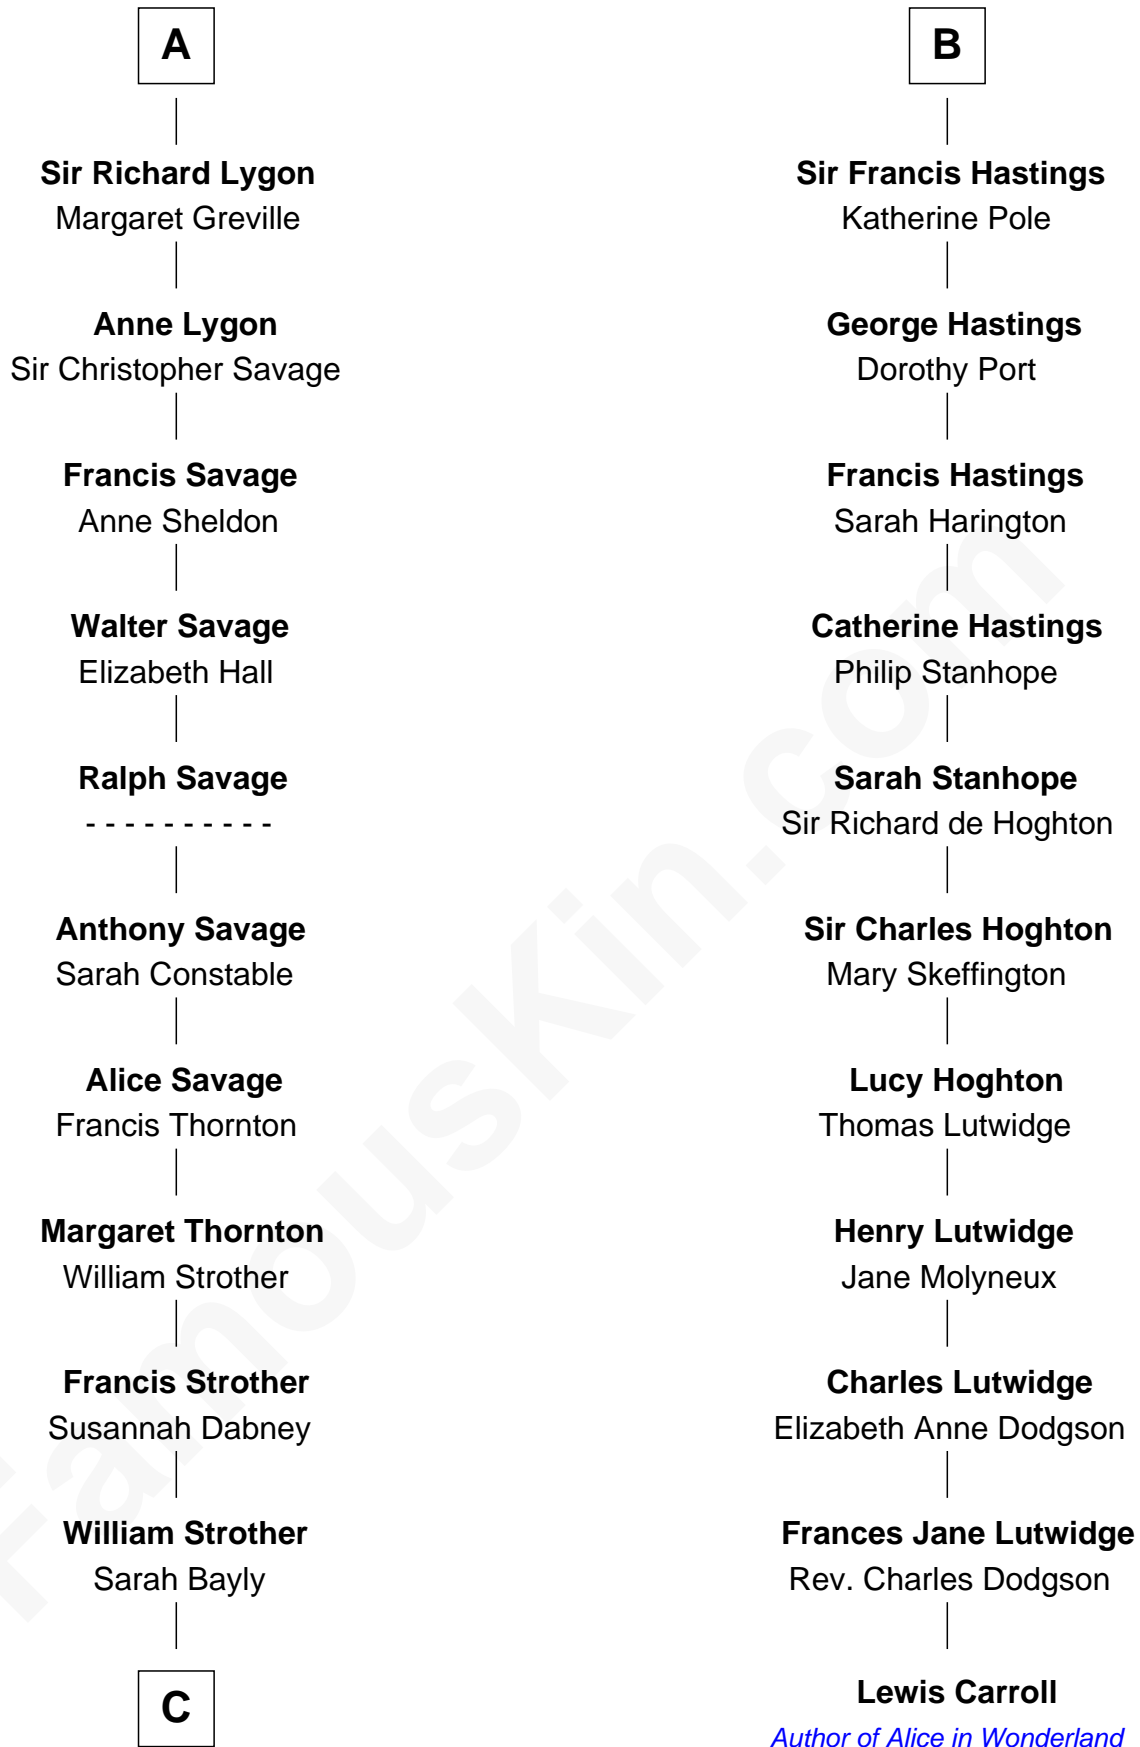 A
Sir Richard Lygon
Margaret Greville
Anne Lygon
Sir Christopher Savage
Francis Savage
Anne Sheldon
Walter Savage
Elizabeth Hall
Ralph Savage
- - - - - - - - - -
Anthony Savage
Sarah Constable
Alice Savage
Francis Thornton
Margaret Thornton
William Strother
Francis Strother
Susannah Dabney
William Strother
Sarah Bayly
C
B
Sir Francis Hastings
Katherine Pole
George Hastings
Dorothy Port
Francis Hastings
Sarah Harington
Catherine Hastings
Philip Stanhope
Sarah Stanhope
Sir Richard de Hoghton
Sir Charles Hoghton
Mary Skeffington
Lucy Hoghton
Thomas Lutwidge
Henry Lutwidge
Jane Molyneux
Charles Lutwidge
Elizabeth Anne Dodgson
Frances Jane Lutwidge
Rev. Charles Dodgson
Lewis Carroll
Author of Alice in Wonderland
FamousKin.com